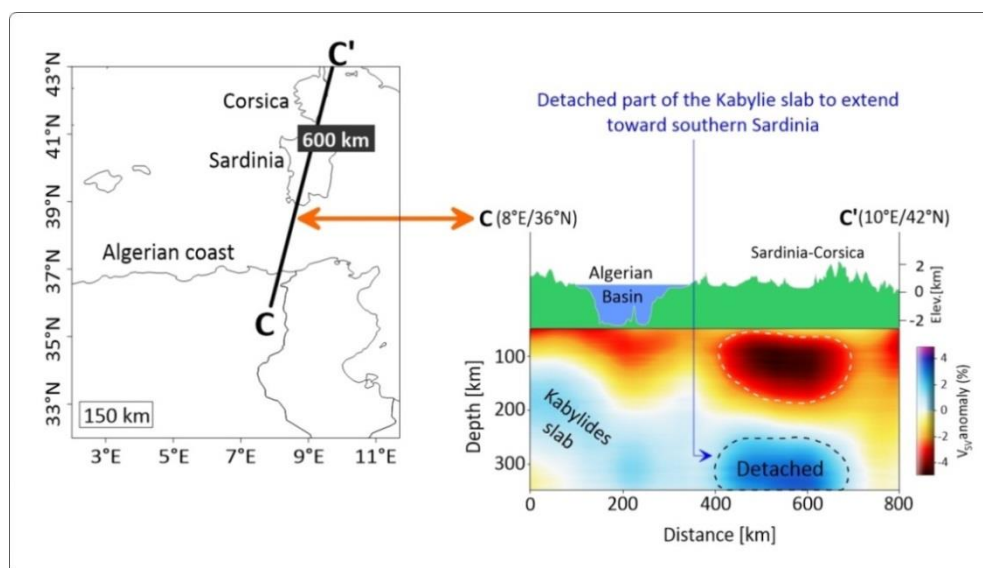 C'
43°N
41°N
39°N
37°N
35°N
33°N
Corsica
600 km
Sardinia
Algerian coast
C
150 km
3°E 5°E 7°E 9°E 11°E
Detached part of the Kabylie slab to extend
toward southern Sardinia
C (8°E/36°N)
C' (10°E/42°N)
Algerian
Basin
Sardinia-Corsica
2
0
-2
Elev.[km]
Depth [km]
100
200
300
Kabylides
slab
Detached
4
2
0
-2
-4
VSV anomaly (%)
0 200 400 600 800
Distance [km]